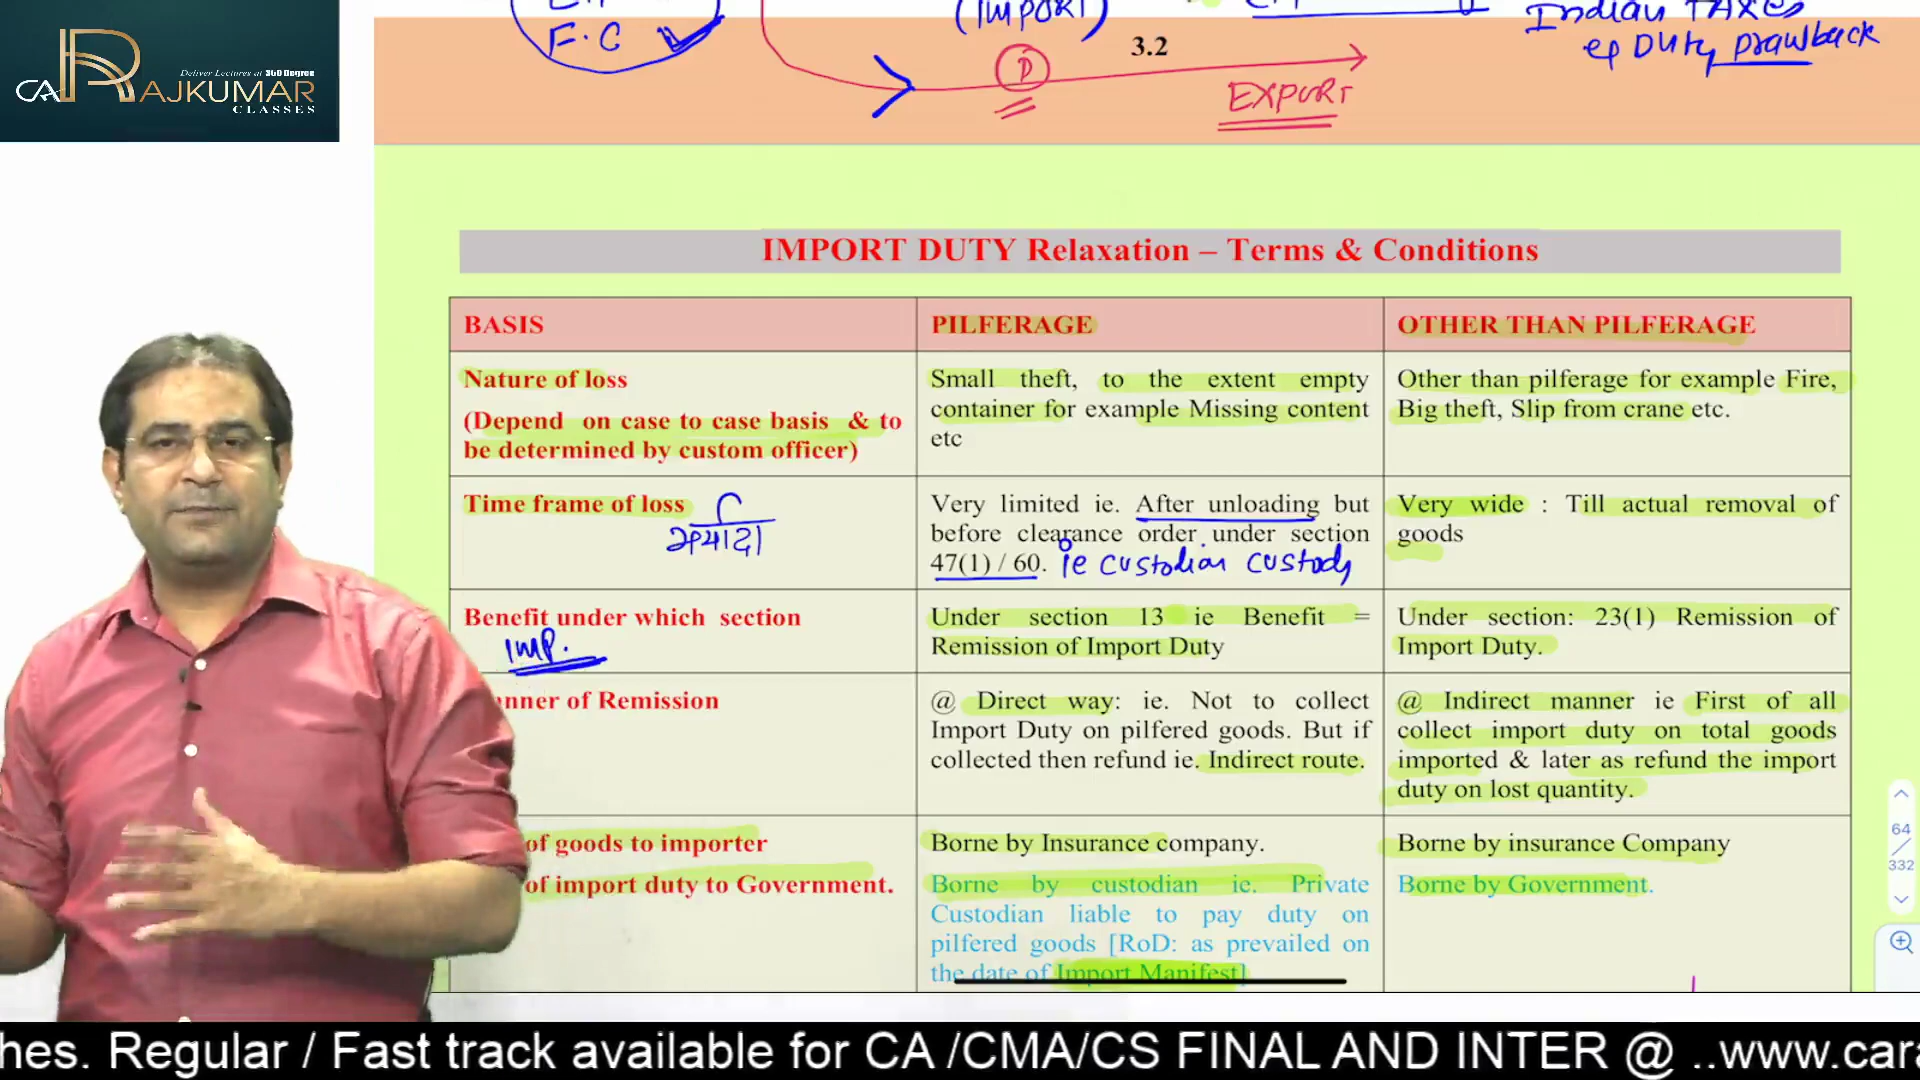 F.C
(Import)
3.2
Indian TAXES
eg Duty Drawback
D
EXPORT
Deliver Lectures at 360 Degree
CA RAJKUMAR
CLASSES
IMPORT DUTY Relaxation – Terms & Conditions
BASIS
PILFERAGE
OTHER THAN PILFERAGE
Nature of loss
(Depend on case to case basis & to
be determined by custom officer)
Small theft, to the extent empty
container for example Missing content
etc
Other than pilferage for example Fire,
Big theft, Slip from crane etc.
Time frame of loss
Very limited ie. After unloading but
before clearance order under section
47(1) / 60. ie custodian custody
Very wide : Till actual removal of
goods
Benefit under which section
IMP.
Under section 13 ie Benefit =
Remission of Import Duty
Under section: 23(1) Remission of
Import Duty.
nner of Remission
@ Direct way: ie. Not to collect
Import Duty on pilfered goods. But if
collected then refund ie. Indirect route.
@ Indirect manner ie First of all
collect import duty on total goods
imported & later as refund the import
duty on lost quantity.
of goods to importer
of import duty to Government.
Borne by Insurance company.
Borne by custodian ie. Private
Custodian liable to pay duty on
pilfered goods [RoD: as prevailed on
the date of Import Manifest]
Borne by insurance Company
Borne by Government.
64
332
hes. Regular / Fast track available for CA /CMA/CS FINAL AND INTER @ ..www.cara